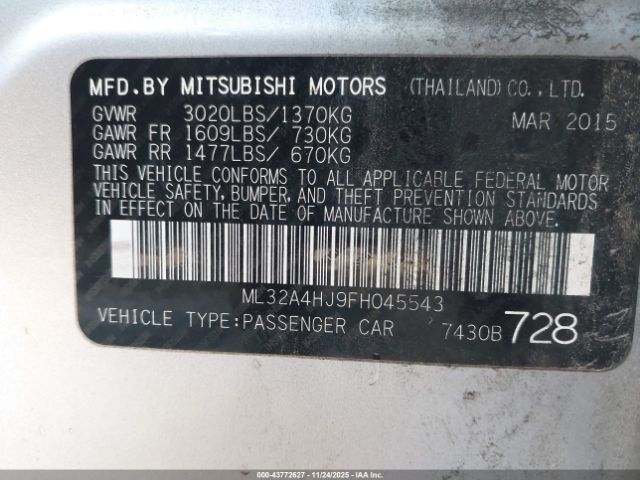 MFD.BY MITSUBISHI MOTORS (THAILAND)CO.,LTD.
GVWR 3020LBS/1370KG MAR 2015
GAWR FR 1609LBS/ 730KG
GAWR RR 1477LBS/ 670KG
THIS VEHICLE CONFORMS TO ALL APPLICABLE FEDERAL MOTOR
VEHICLE SAFETY, BUMPER, AND THEFT PREVENTION STANDARDS
IN EFFECT ON THE DATE OF MANUFACTURE SHOWN ABOVE.
ML32A4HJ9FH045543
VEHICLE TYPE:PASSENGER CAR 7430B 728
00-43772627 - 11/24/2025 - Copyright IAA